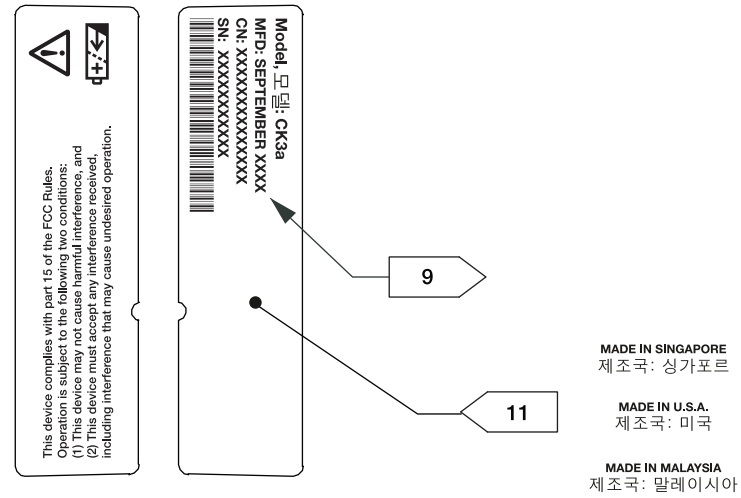 This device complies with part 15 of the FCC Rules.
Operation is subject to the following two conditions:
(1) This device may not cause harmful interference, and
(2) This device must accept any interference received,
including interference that may cause undesired operation.
Model, 모델: CK3a
MFD: SEPTEMBER XXXX
CN: XXXXXXXXXXXXXX
SN: XXXXXXXXXXX
9
11
MADE IN SINGAPORE
제조국: 싱가포르
MADE IN U.S.A.
제조국: 미국
MADE IN MALAYSIA
제조국: 말레이시아